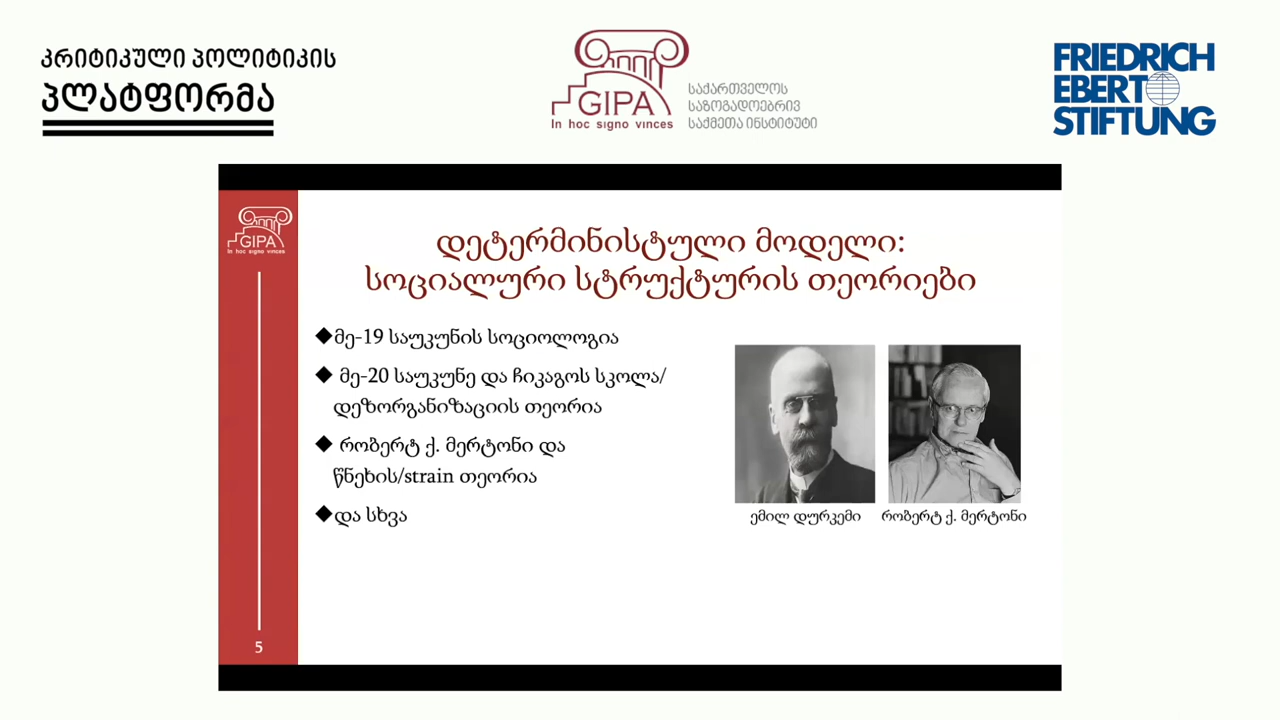 კრიტიკული პოლიტიკის
პლატფორმა
GIPA
In hoc signo vinces
საქართველოს
საზოგადოებრივ
საქმეთა ინსტიტუტი
FRIEDRICH
EBERT
STIFTUNG
GIPA
In hoc signo vinces
დეტერმინისტული მოდელი:
სოციალური სტრუქტურის თეორიები
◆მე-19 საუკუნის სოციოლოგია
◆ მე-20 საუკუნე და ჩიკაგოს სკოლა/
დეზორგანიზაციის თეორია
◆ რობერტ ქ. მერტონი და
წნეხის/strain თეორია
◆და სხვა
ემილ დურკემი
რობერტ ქ. მერტონი
5